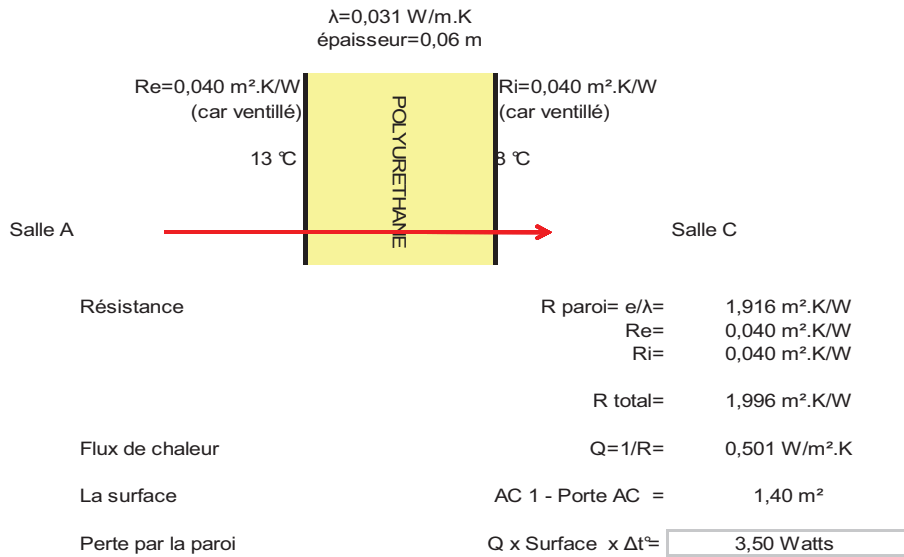 λ=0,031 W/m.K
épaisseur=0,06 m
Re=0,040 m².K/W
(car ventillé)
Ri=0,040 m².K/W
(car ventillé)
POLYURETHANE
13 °C
8 °C
Salle A
Salle C
Résistance R paroi= e/λ= 1,916 m².K/W
Re= 0,040 m².K/W
Ri= 0,040 m².K/W
R total= 1,996 m².K/W
Flux de chaleur Q=1/R= 0,501 W/m².K
La surface AC 1 - Porte AC = 1,40 m²
Perte par la paroi Q x Surface x Δt°= 3,50 Watts